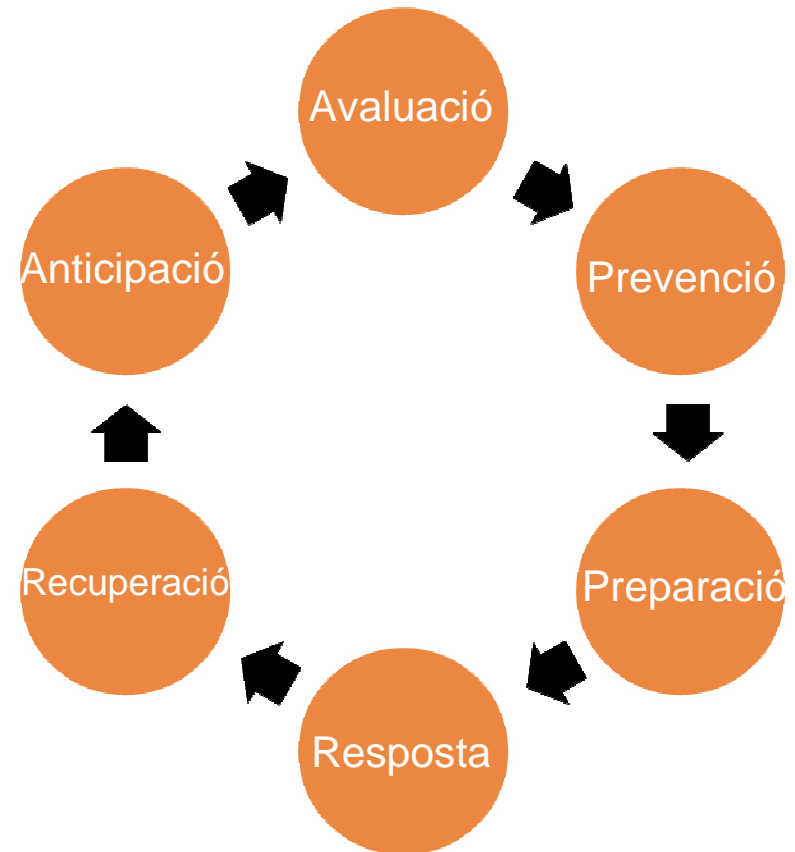 Avaluació
Prevenció
Preparació
Resposta
Recuperació
Anticipació